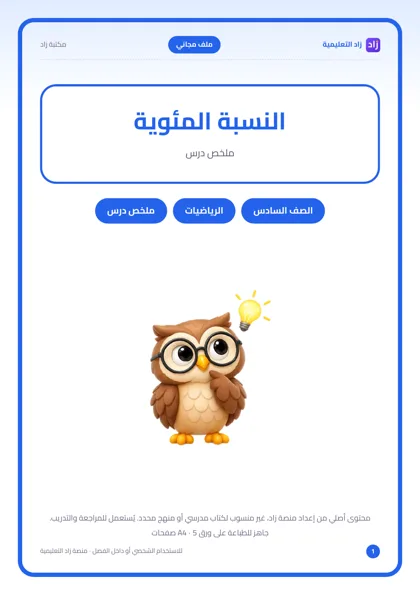 زاد زاد التعليمية
ملف مجاني
مكتبة زاد
النسبة المئوية
ملخص درس
الصف السادس
الرياضيات
ملخص درس
محتوى أصلي من إعداد منصة زاد، غير منسوب لكتاب مدرسي أو منهج محدد. يُستعمل للمراجعة والتدريب.
جاهز للطباعة على ورق A4 · 5 صفحات
1
للاستخدام الشخصي أو داخل الفصل · منصة زاد التعليمية